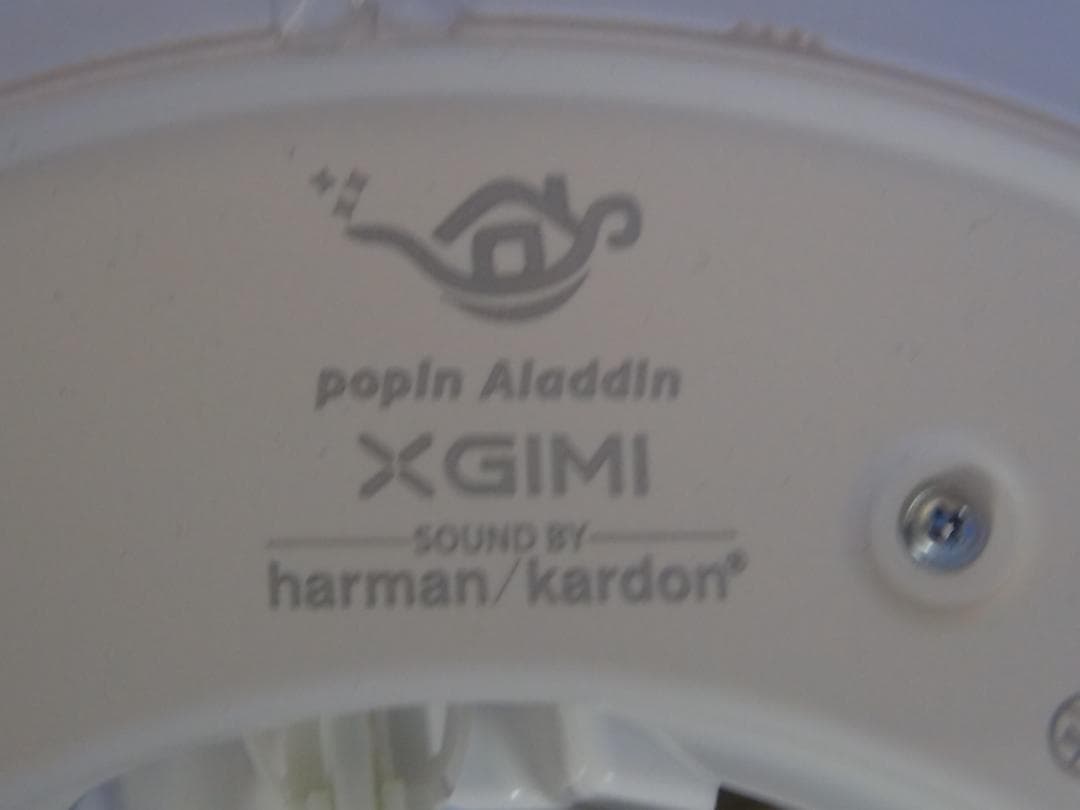 popIn Aladdin
XGIMI
SOUND BY
harman/kardon®